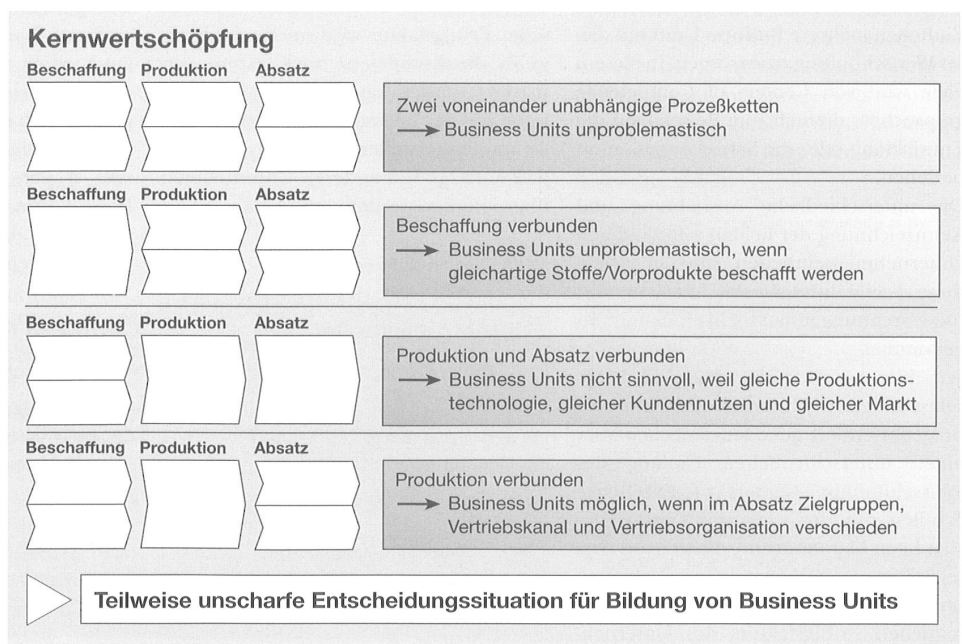 Kernwertschöpfung
Beschaffung Produktion Absatz
Zwei voneinander unabhängige Prozeßketten
→ Business Units unproblematisch
Beschaffung Produktion Absatz
Beschaffung verbunden
→ Business Units unproblematisch, wenn
gleichartige Stoffe/Vorprodukte beschafft werden
Beschaffung Produktion Absatz
Produktion und Absatz verbunden
→ Business Units nicht sinnvoll, weil gleiche Produktions-
technologie, gleicher Kundennutzen und gleicher Markt
Beschaffung Produktion Absatz
Produktion verbunden
→ Business Units möglich, wenn im Absatz Zielgruppen,
Vertriebskanal und Vertriebsorganisation verschieden
Teilweise unscharfe Entscheidungssituation für Bildung von Business Units